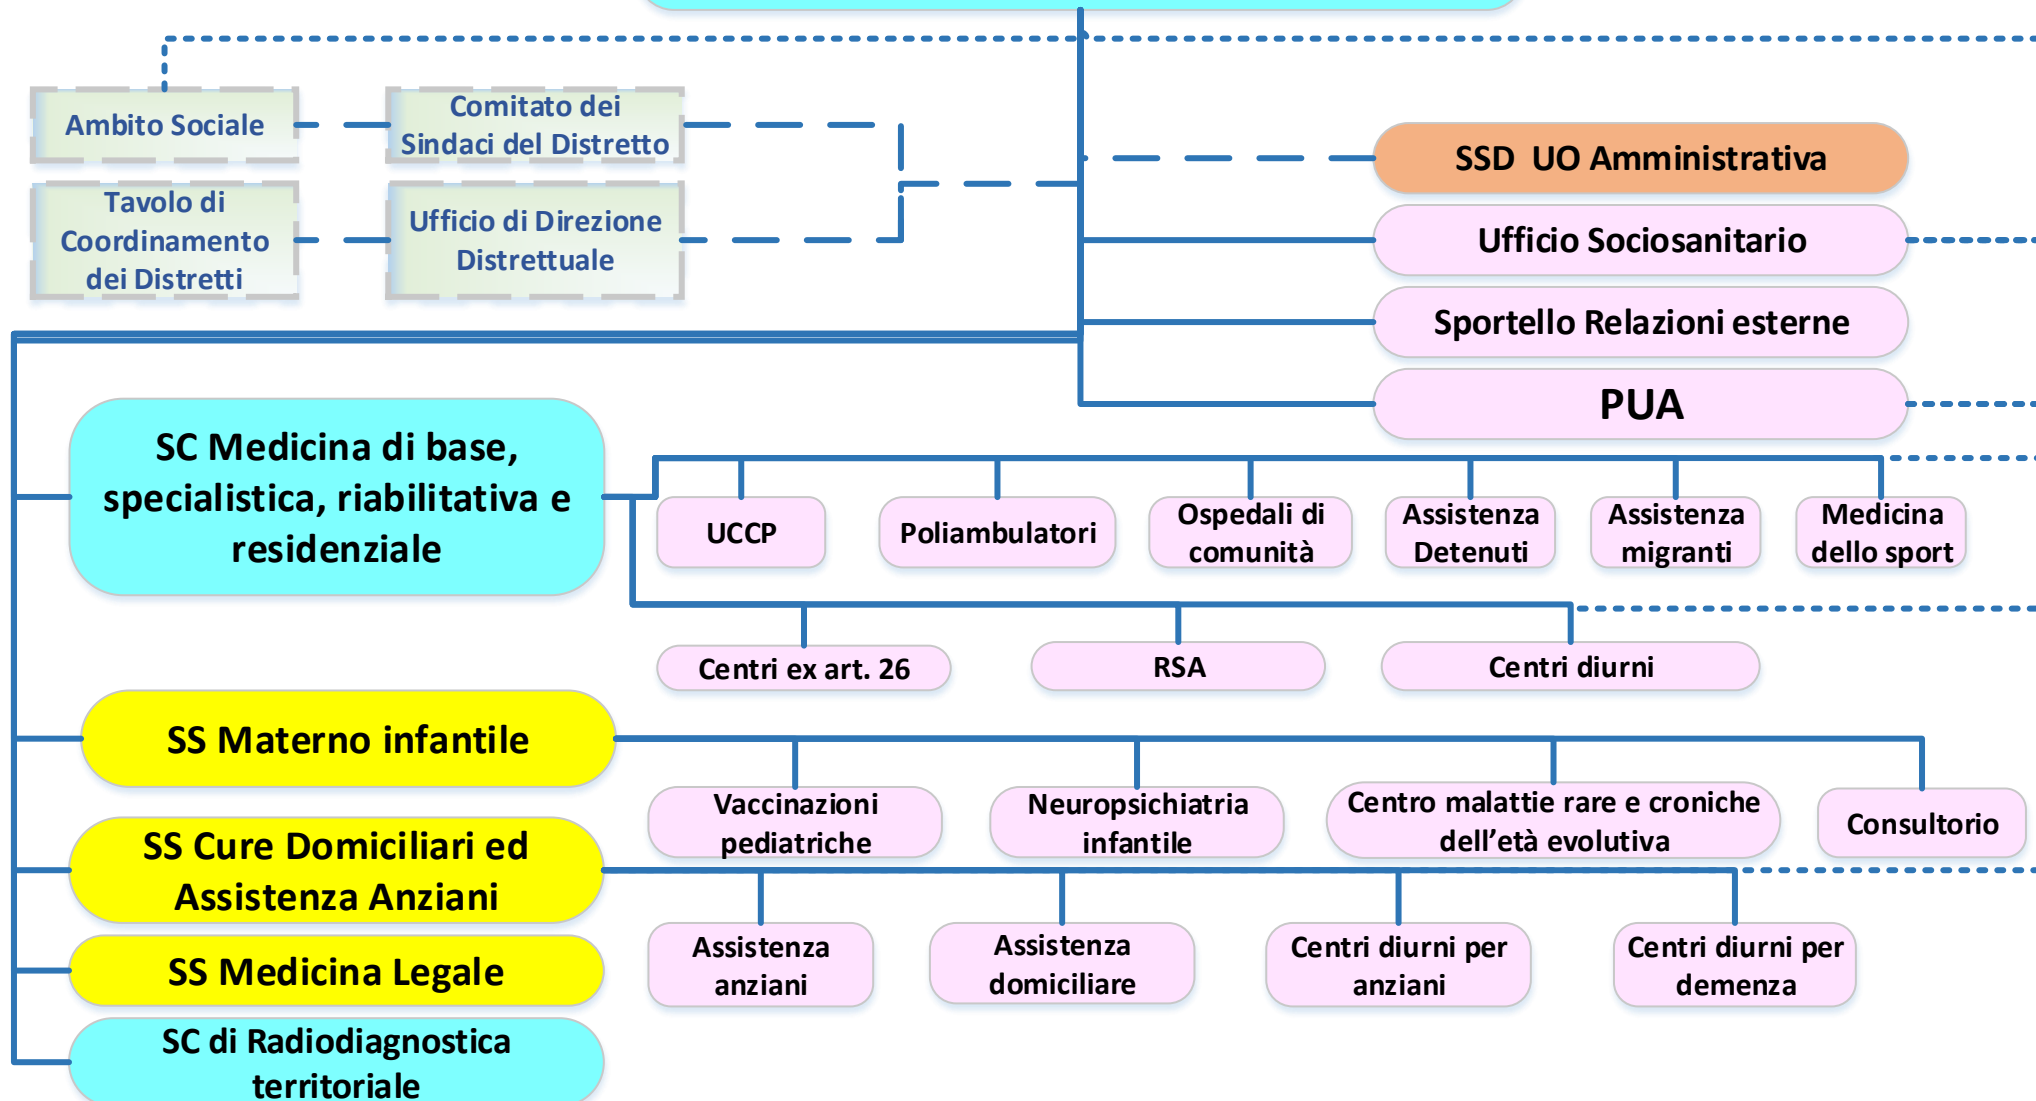 Ambito Sociale
Comitato dei
Sindaci del Distretto
Tavolo di
Coordinamento
dei Distretti
Ufficio di Direzione
Distrettuale
SSD UO Amministrativa
Ufficio Sociosanitario
Sportello Relazioni esterne
PUA
SC Medicina di base,
specialistica, riabilitativa e
residenziale
UCCP
Poliambulatori
Ospedali di
comunità
Assistenza
Detenuti
Assistenza
migranti
Medicina
dello sport
Centri ex art. 26
RSA
Centri diurni
SS Materno infantile
Vaccinazioni
pediatriche
Neuropsichiatria
infantile
Centro malattie rare e croniche
dell’età evolutiva
Consultorio
SS Cure Domiciliari ed
Assistenza Anziani
Assistenza
anziani
Assistenza
domiciliare
Centri diurni per
anziani
Centri diurni per
demenza
SS Medicina Legale
SC di Radiodiagnostica
territoriale